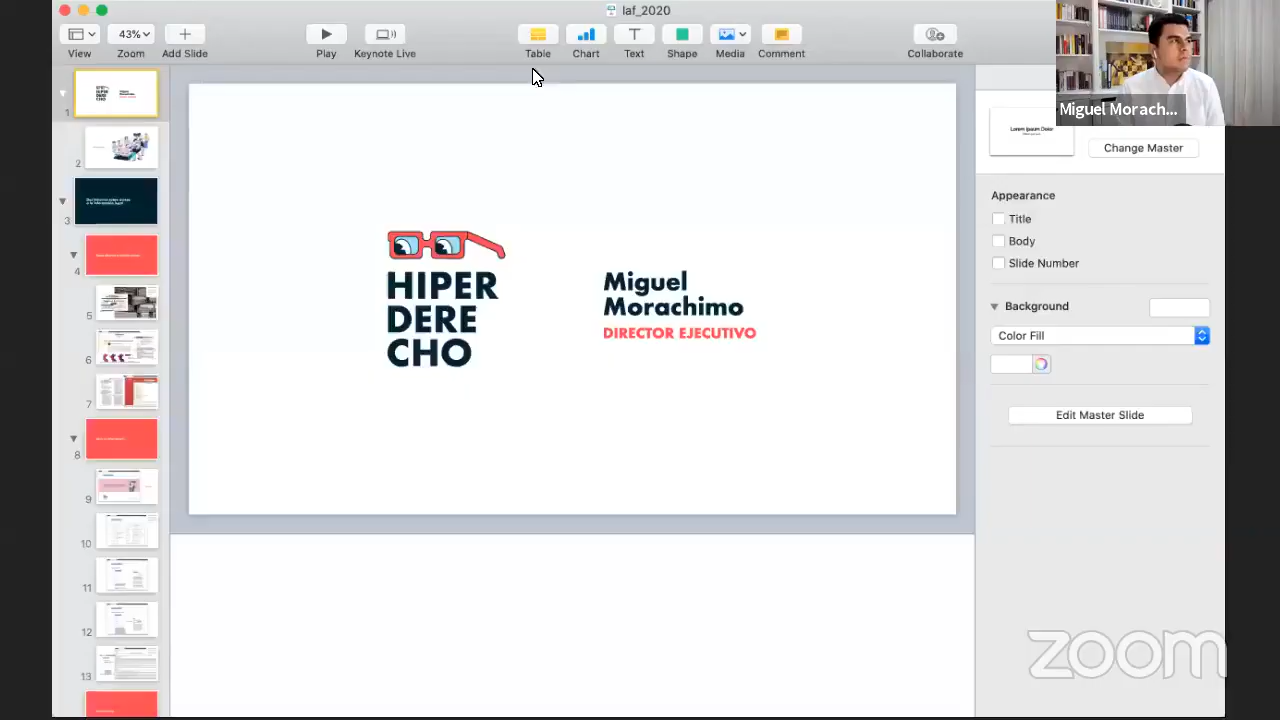 laf_2020
43%
View
Zoom
Add Slide
Play
Keynote Live
Table
Chart
Text
Shape
Media
Comment
Collaborate
Miguel Morach...
Change Master
Appearance
Title
Body
Slide Number
Background
Color Fill
Edit Master Slide
HIPER
DERE
CHO
Miguel
Morachimo
DIRECTOR EJECUTIVO
Lorem Ipsum Dolor
1
2
3
4
5
6
7
8
9
10
11
12
13
zoom